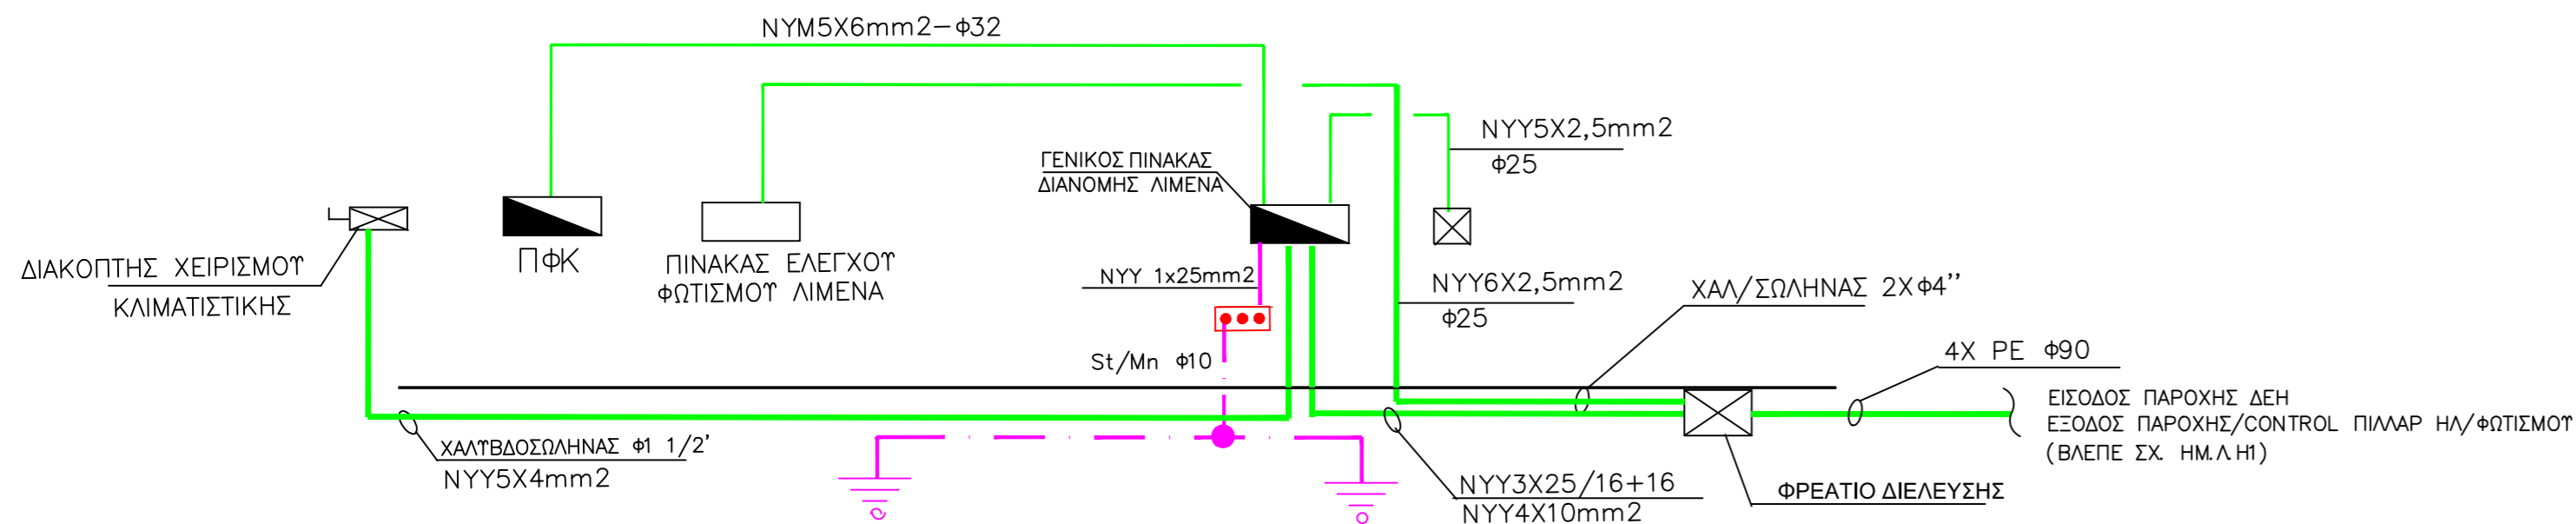 NYM5X6mm2-Φ32
NYY5X2,5mm2
Φ25
ΓΕΝΙΚΟΣ ΠΙΝΑΚΑΣ
ΔΙΑΝΟΜΗΣ ΛΙΜΕΝΑ
ΔΙΑΚΟΠΤΗΣ ΧΕΙΡΙΣΜΟΥ
ΚΛΙΜΑΤΙΣΤΙΚΗΣ
ΠΦΚ
ΠΙΝΑΚΑΣ ΕΛΕΓΧΟΥ
ΦΩΤΙΣΜΟΥ ΛΙΜΕΝΑ
NYY 1x25mm2
NYY6X2,5mm2
Φ25
ΧΑΛ/ΣΩΛΗΝΑΣ 2ΧΦ4''
St/Mn Φ10
4X PE Φ90
ΕΙΣΟΔΟΣ ΠΑΡΟΧΗΣ ΔΕΗ
ΕΞΟΔΟΣ ΠΑΡΟΧΗΣ/CONTROL ΠΙΛΛΑΡ ΗΛ/ΦΩΤΙΣΜΟΥ
(ΒΛΕΠΕ ΣΧ. ΗΜ.Λ.Η1)
ΧΑΛΥΒΔΟΣΩΛΗΝΑΣ Φ1 1/2'
NYY5X4mm2
NYY3X25/16+16
NYY4X10mm2
ΦΡΕΑΤΙΟ ΔΙΕΛΕΥΣΗΣ